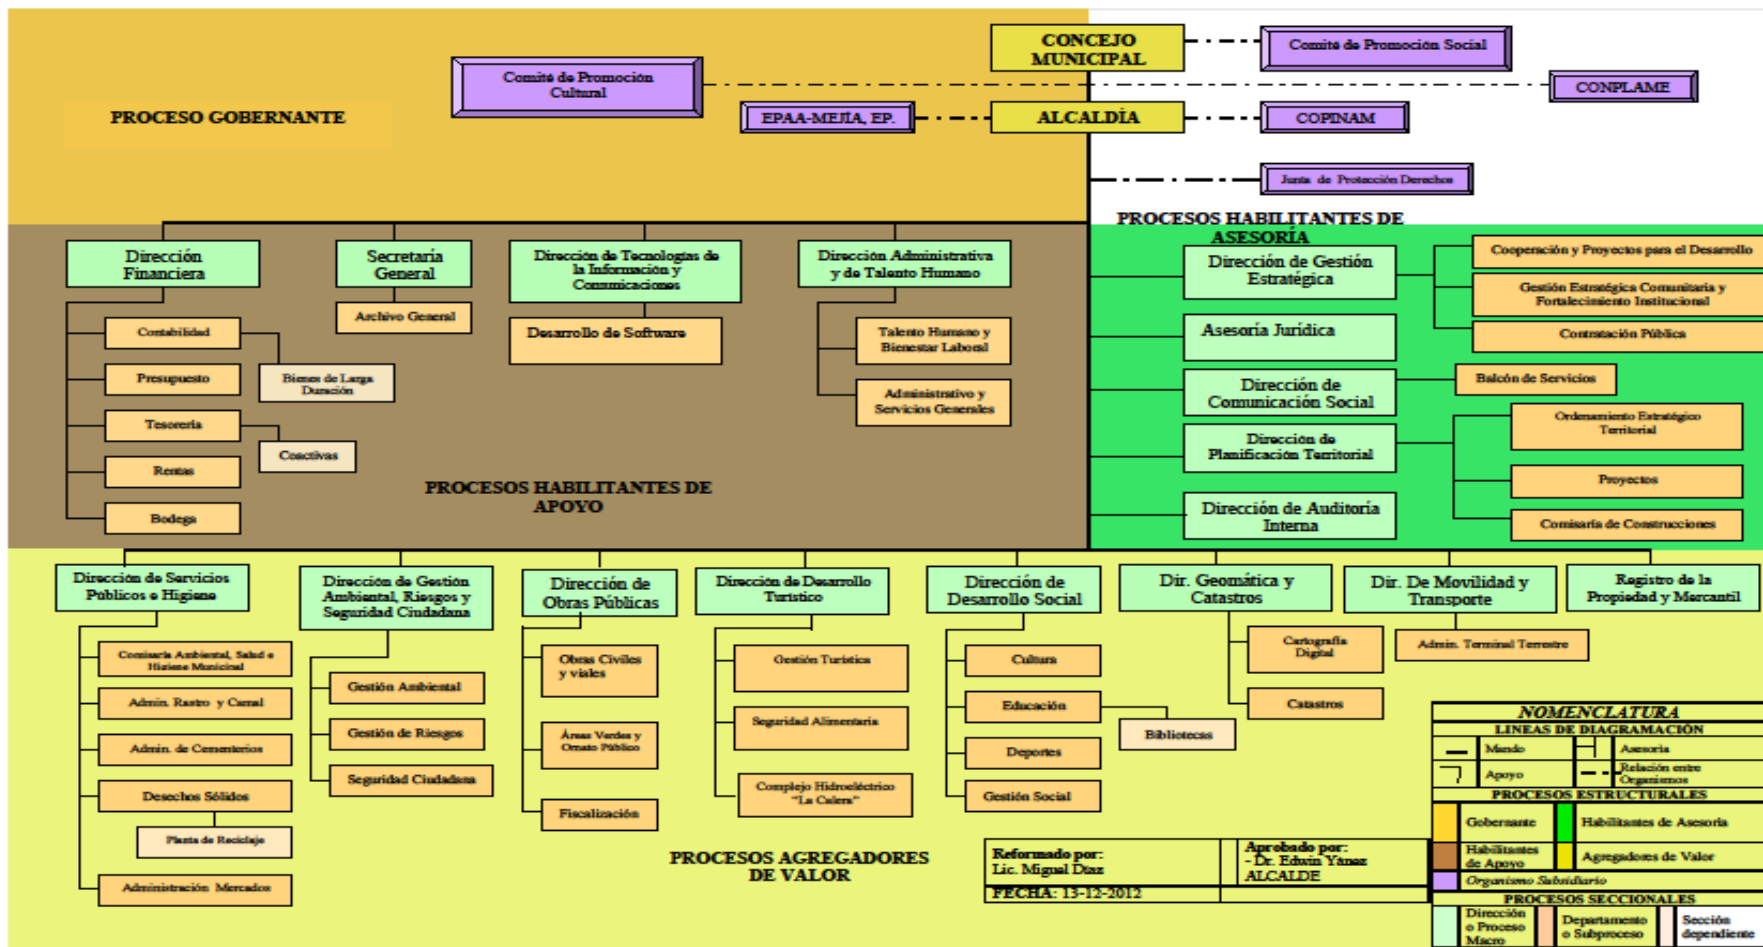 CONCEJO
MUNICIPAL
Comité de Promoción Social
Comité de Promoción
Cultural
CONPLAME
PROCESO GOBERNANTE
EPAA-MEJÍA, EP.
ALCALDÍA
COPINAM
Junta de Protección Derechos
PROCESOS HABILITANTES DE
ASESORÍA
Dirección
Financiera
Secretaría
General
Dirección de Tecnologías de
la Información y
Comunicaciones
Dirección Administrativa
y de Talento Humano
Contabilidad
Bienes de Larga
Duración
Presupuesto
Tesorería
Coactivas
Rentas
Bodega
Archivo General
Desarrollo de Software
Talento Humano y
Bienestar Laboral
Administrativo y
Servicios Generales
PROCESOS HABILITANTES DE
APOYO
Dirección de Gestión
Estratégica
Cooperación y Proyectos para el Desarrollo
Gestión Estratégica Comunitaria y
Fortalecimiento Institucional
Contratación Pública
Asesoría Jurídica
Dirección de
Comunicación Social
Balcón de Servicios
Dirección de
Planificación Territorial
Ordenamiento Estratégico
Territorial
Proyectos
Comisaría de Construcciones
Dirección de Auditoría
Interna
Dirección de Servicios
Públicos e Higiene
Comisaría Ambiental, Salud e
Higiene Municipal
Admin. Rastro y Camal
Admin. de Cementerios
Desechos Sólidos
Planta de Reciclaje
Administración Mercados
Dirección de Gestión
Ambiental, Riesgos y
Seguridad Ciudadana
Gestión Ambiental
Gestión de Riesgos
Seguridad Ciudadana
Dirección de
Obras Públicas
Obras Civiles
y viales
Áreas Verdes y
Ornato Público
Fiscalización
Dirección de Desarrollo
Turístico
Gestión Turística
Seguridad Alimentaria
Complejo Hidroeléctrico
"La Calera"
Dirección de
Desarrollo Social
Cultura
Educación
Bibliotecas
Deportes
Gestión Social
Dir. Geomática y
Catastros
Cartografía
Digital
Catastros
Dir. De Movilidad y
Transporte
Admin. Terminal Terrestre
Registro de la
Propiedad y Mercantil
PROCESOS AGREGADORES
DE VALOR
Reformado por:
Lic. Miguel Díaz
Aprobado por:
- Dr. Edwin Yánez
ALCALDE
FECHA: 13-12-2012
NOMENCLATURA
LINEAS DE DIAGRAMACIÓN
Mando
Asesoría
Apoyo
Relación entre
Organismos
PROCESOS ESTRUCTURALES
Gobernante
Habilitantes de Asesoría
Habilitantes
de Apoyo
Agregadores de Valor
Organismo Subsidiario
PROCESOS SECCIONALES
Dirección
o Proceso
Macro
Departamento
o Subproceso
Sección
dependiente